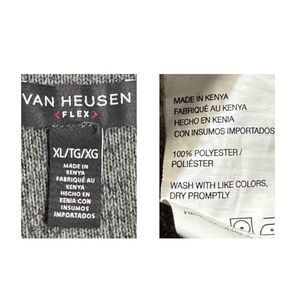 VAN HEUSEN
FLEX
XL/TG/XG
MADE IN
KENYA
FABRIQUÉ AU
KENYA
HECHO EN
KENIA CON
INSUMOS
IMPORTADOS
MADE IN KENYA
FABRIQUÉ AU KENYA
HECHO EN KENIA
CON INSUMOS IMPORTADOS
100% POLYESTER /
POLIÉSTER
WASH WITH LIKE COLORS,
DRY PROMPTLY